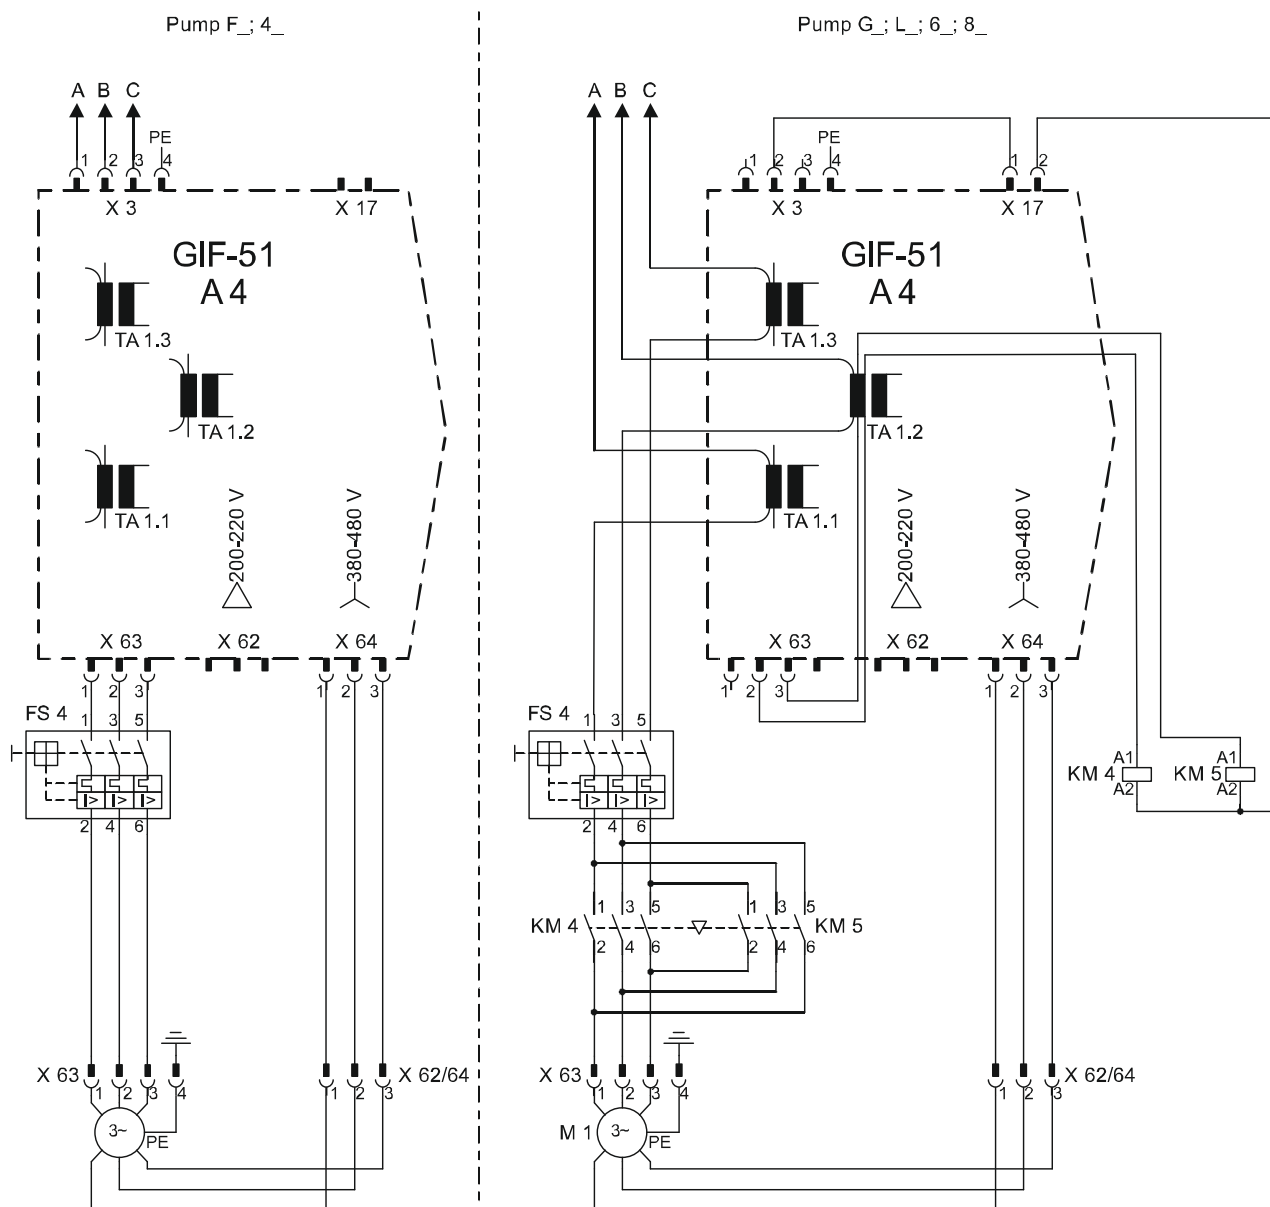 Pump F_; 4_
A B C
PE
1 2 3 4
X 3
X 17
GIF-51
A 4
TA 1.3
TA 1.2
TA 1.1
200-220 V
380-480 V
X 63
X 62
X 64
1 2 3
1 2 3
FS 4
1 3 5
I> I> I>
2 4 6
X 63
1 2 3 4
X 62/64
1 2 3
3~
PE
Pump G_; L_; 6_; 8_
A B C
PE
1 2 3 4
1 2
X 3
X 17
GIF-51
A 4
TA 1.3
TA 1.2
TA 1.1
200-220 V
380-480 V
X 63
X 62
X 64
1 2 3
1 2 3
FS 4
1 3 5
I> I> I>
2 4 6
A1
KM 4
A2
A1
KM 5
A2
1 3 5
1 3 5
KM 4
KM 5
2 4 6
2 4 6
X 63
1 2 3 4
X 62/64
1 2 3
M 1
3~
PE